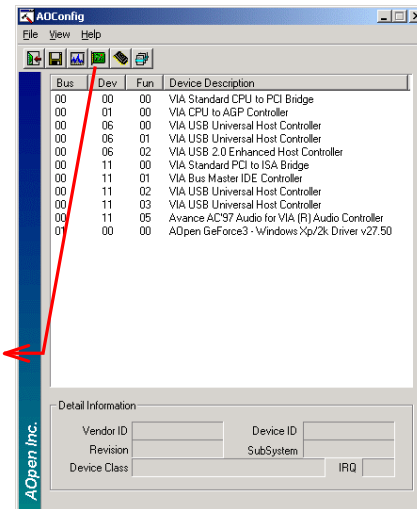 AOConfig
File View Help
Bus Dev Fun Device Description
00 00 00 VIA Standard CPU to PCI Bridge
00 01 00 VIA CPU to AGP Controller
00 06 00 VIA USB Universal Host Controller
00 06 01 VIA USB Universal Host Controller
00 06 02 VIA USB 2.0 Enhanced Host Controller
00 11 00 VIA Standard PCI to ISA Bridge
00 11 01 VIA Bus Master IDE Controller
00 11 02 VIA USB Universal Host Controller
00 11 03 VIA USB Universal Host Controller
00 11 05 Avance AC'97 Audio for VIA (R) Audio Controller
01 00 00 AOpen GeForce3 - Windows Xp/2k Driver v27.50
Detail Information
Vendor ID Device ID
Revision SubSystem
Device Class IRQ
AOpen Inc.